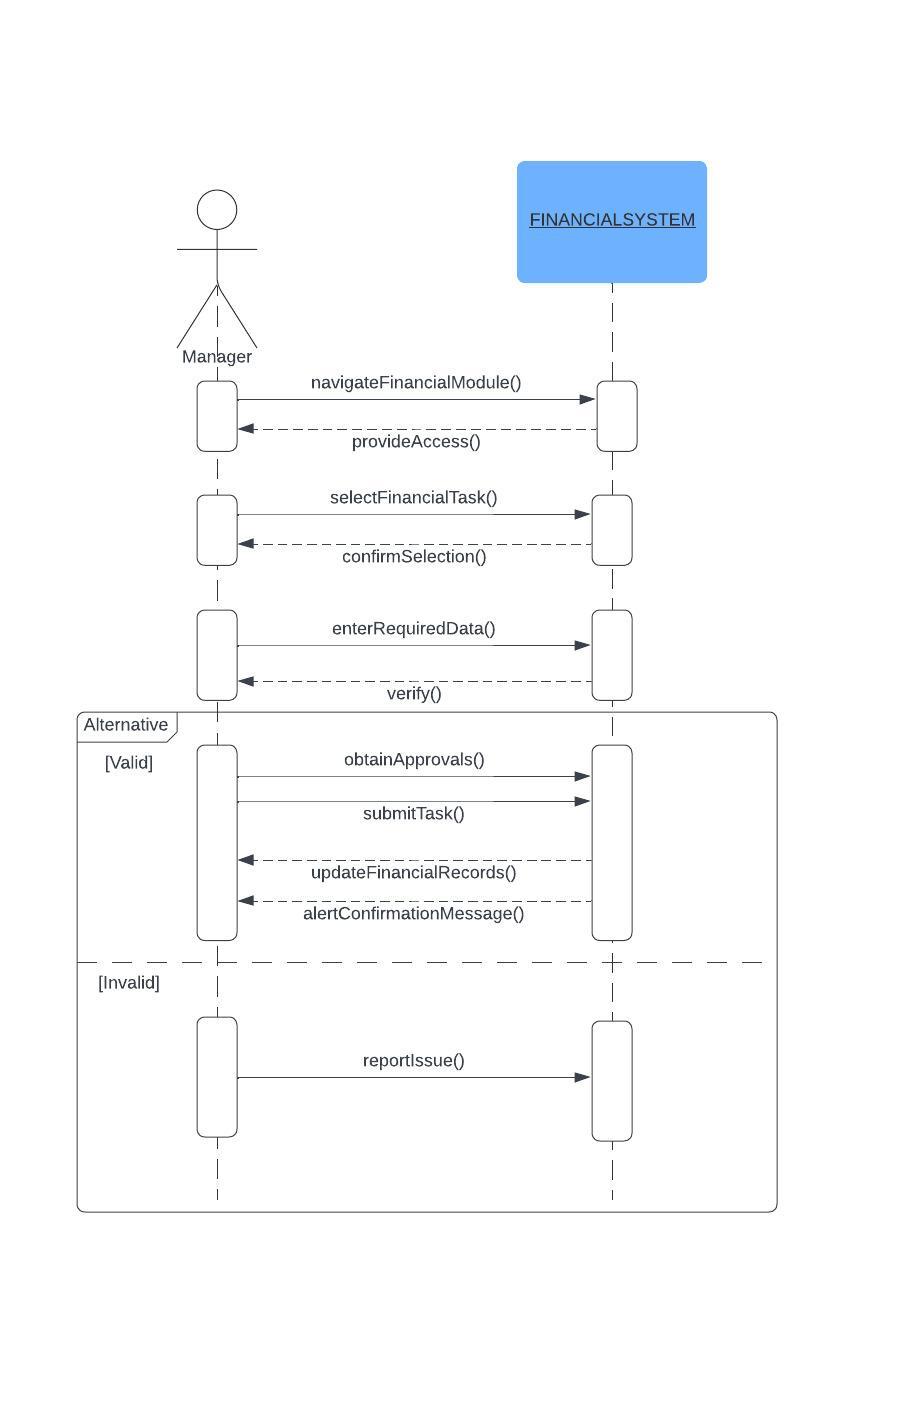 FINANCIALSYSTEM
Manager
navigateFinancialModule()
provideAccess()
selectFinancialTask()
confirmSelection()
enterRequiredData()
verify()
Alternative
[Valid]
obtainApprovals()
submitTask()
updateFinancialRecords()
alertConfirmationMessage()
[Invalid]
reportIssue()